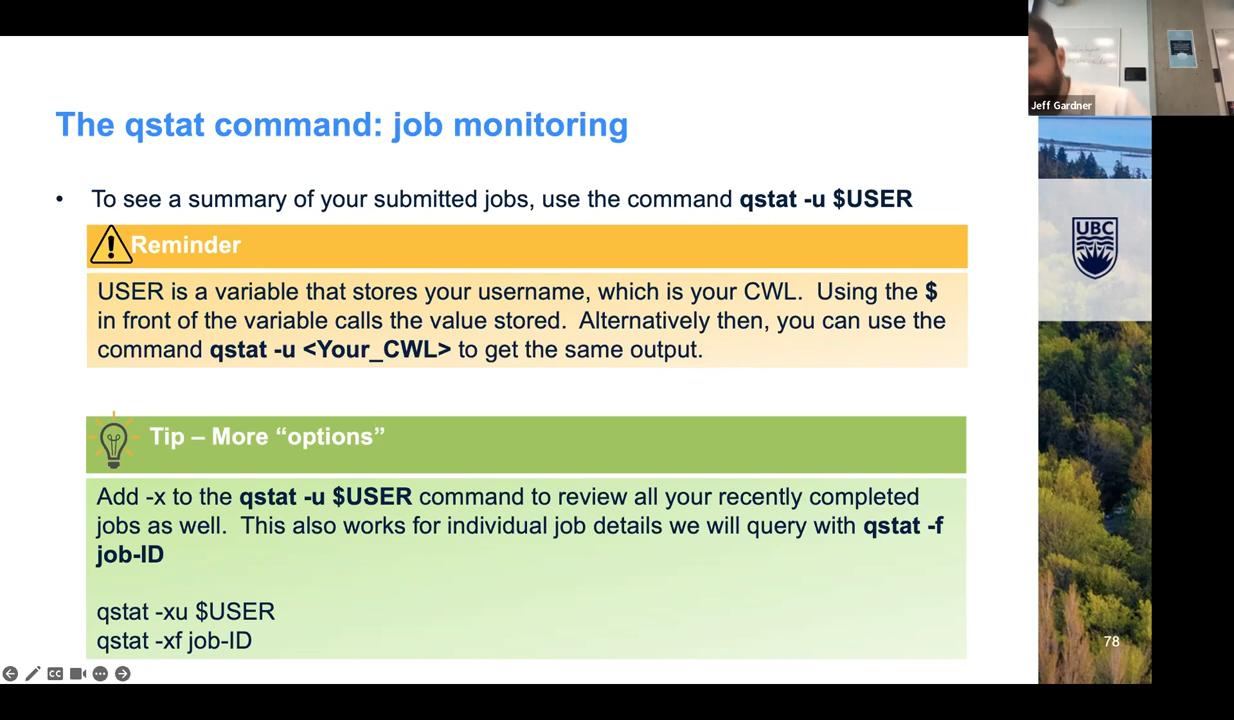 Jeff Gardner
The qstat command: job monitoring
• To see a summary of your submitted jobs, use the command qstat -u $USER
Reminder
USER is a variable that stores your username, which is your CWL. Using the $
in front of the variable calls the value stored. Alternatively then, you can use the
command qstat -u <Your_CWL> to get the same output.
Tip – More “options”
Add -x to the qstat -u $USER command to review all your recently completed
jobs as well. This also works for individual job details we will query with qstat -f
job-ID
qstat -xu $USER
qstat -xf job-ID
UBC
78
CC